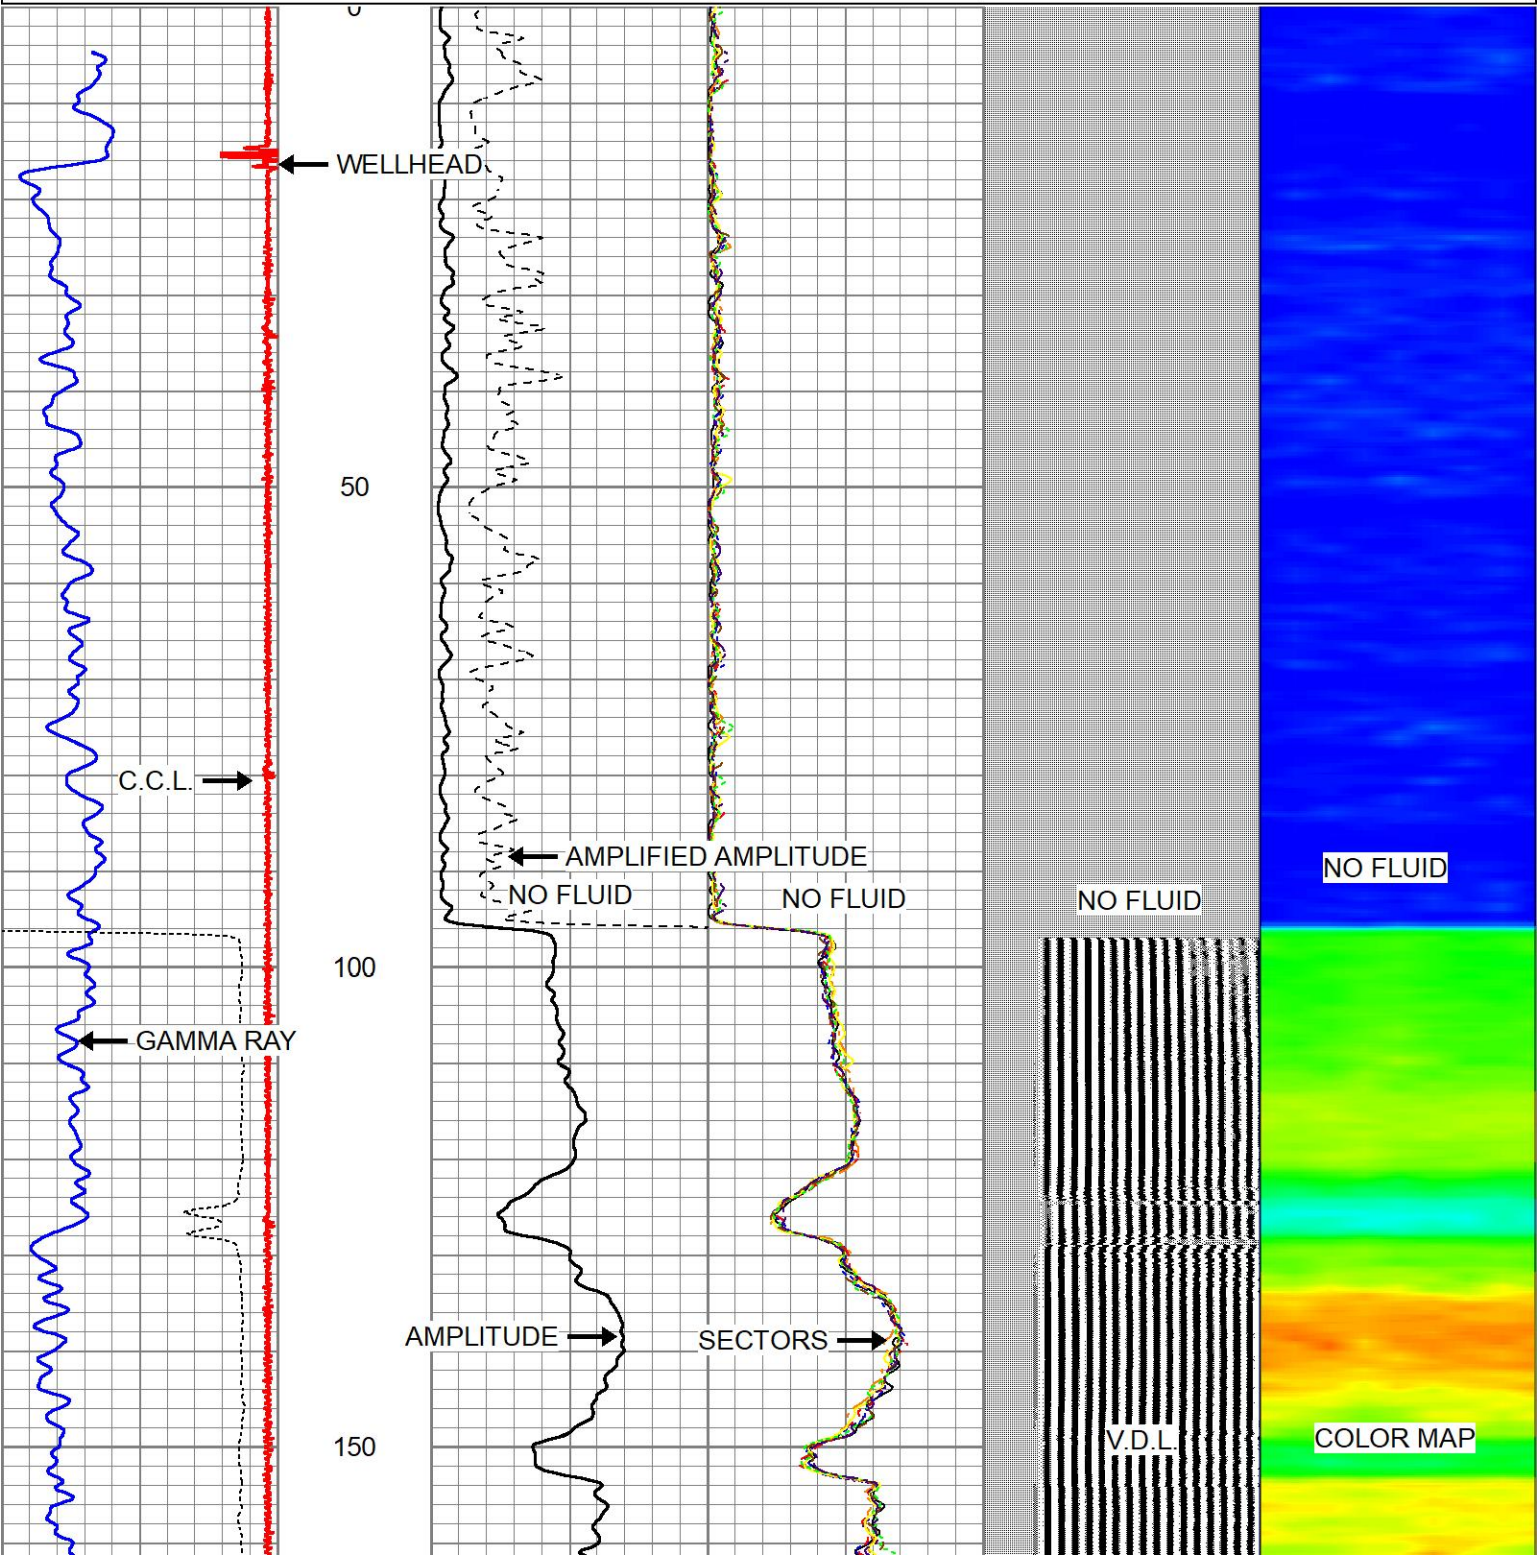 0
WELLHEAD
50
C.C.L.
AMPLIFIED AMPLITUDE
NO FLUID
NO FLUID
NO FLUID
NO FLUID
100
GAMMA RAY
AMPLITUDE
SECTORS
V.D.L.
COLOR MAP
150